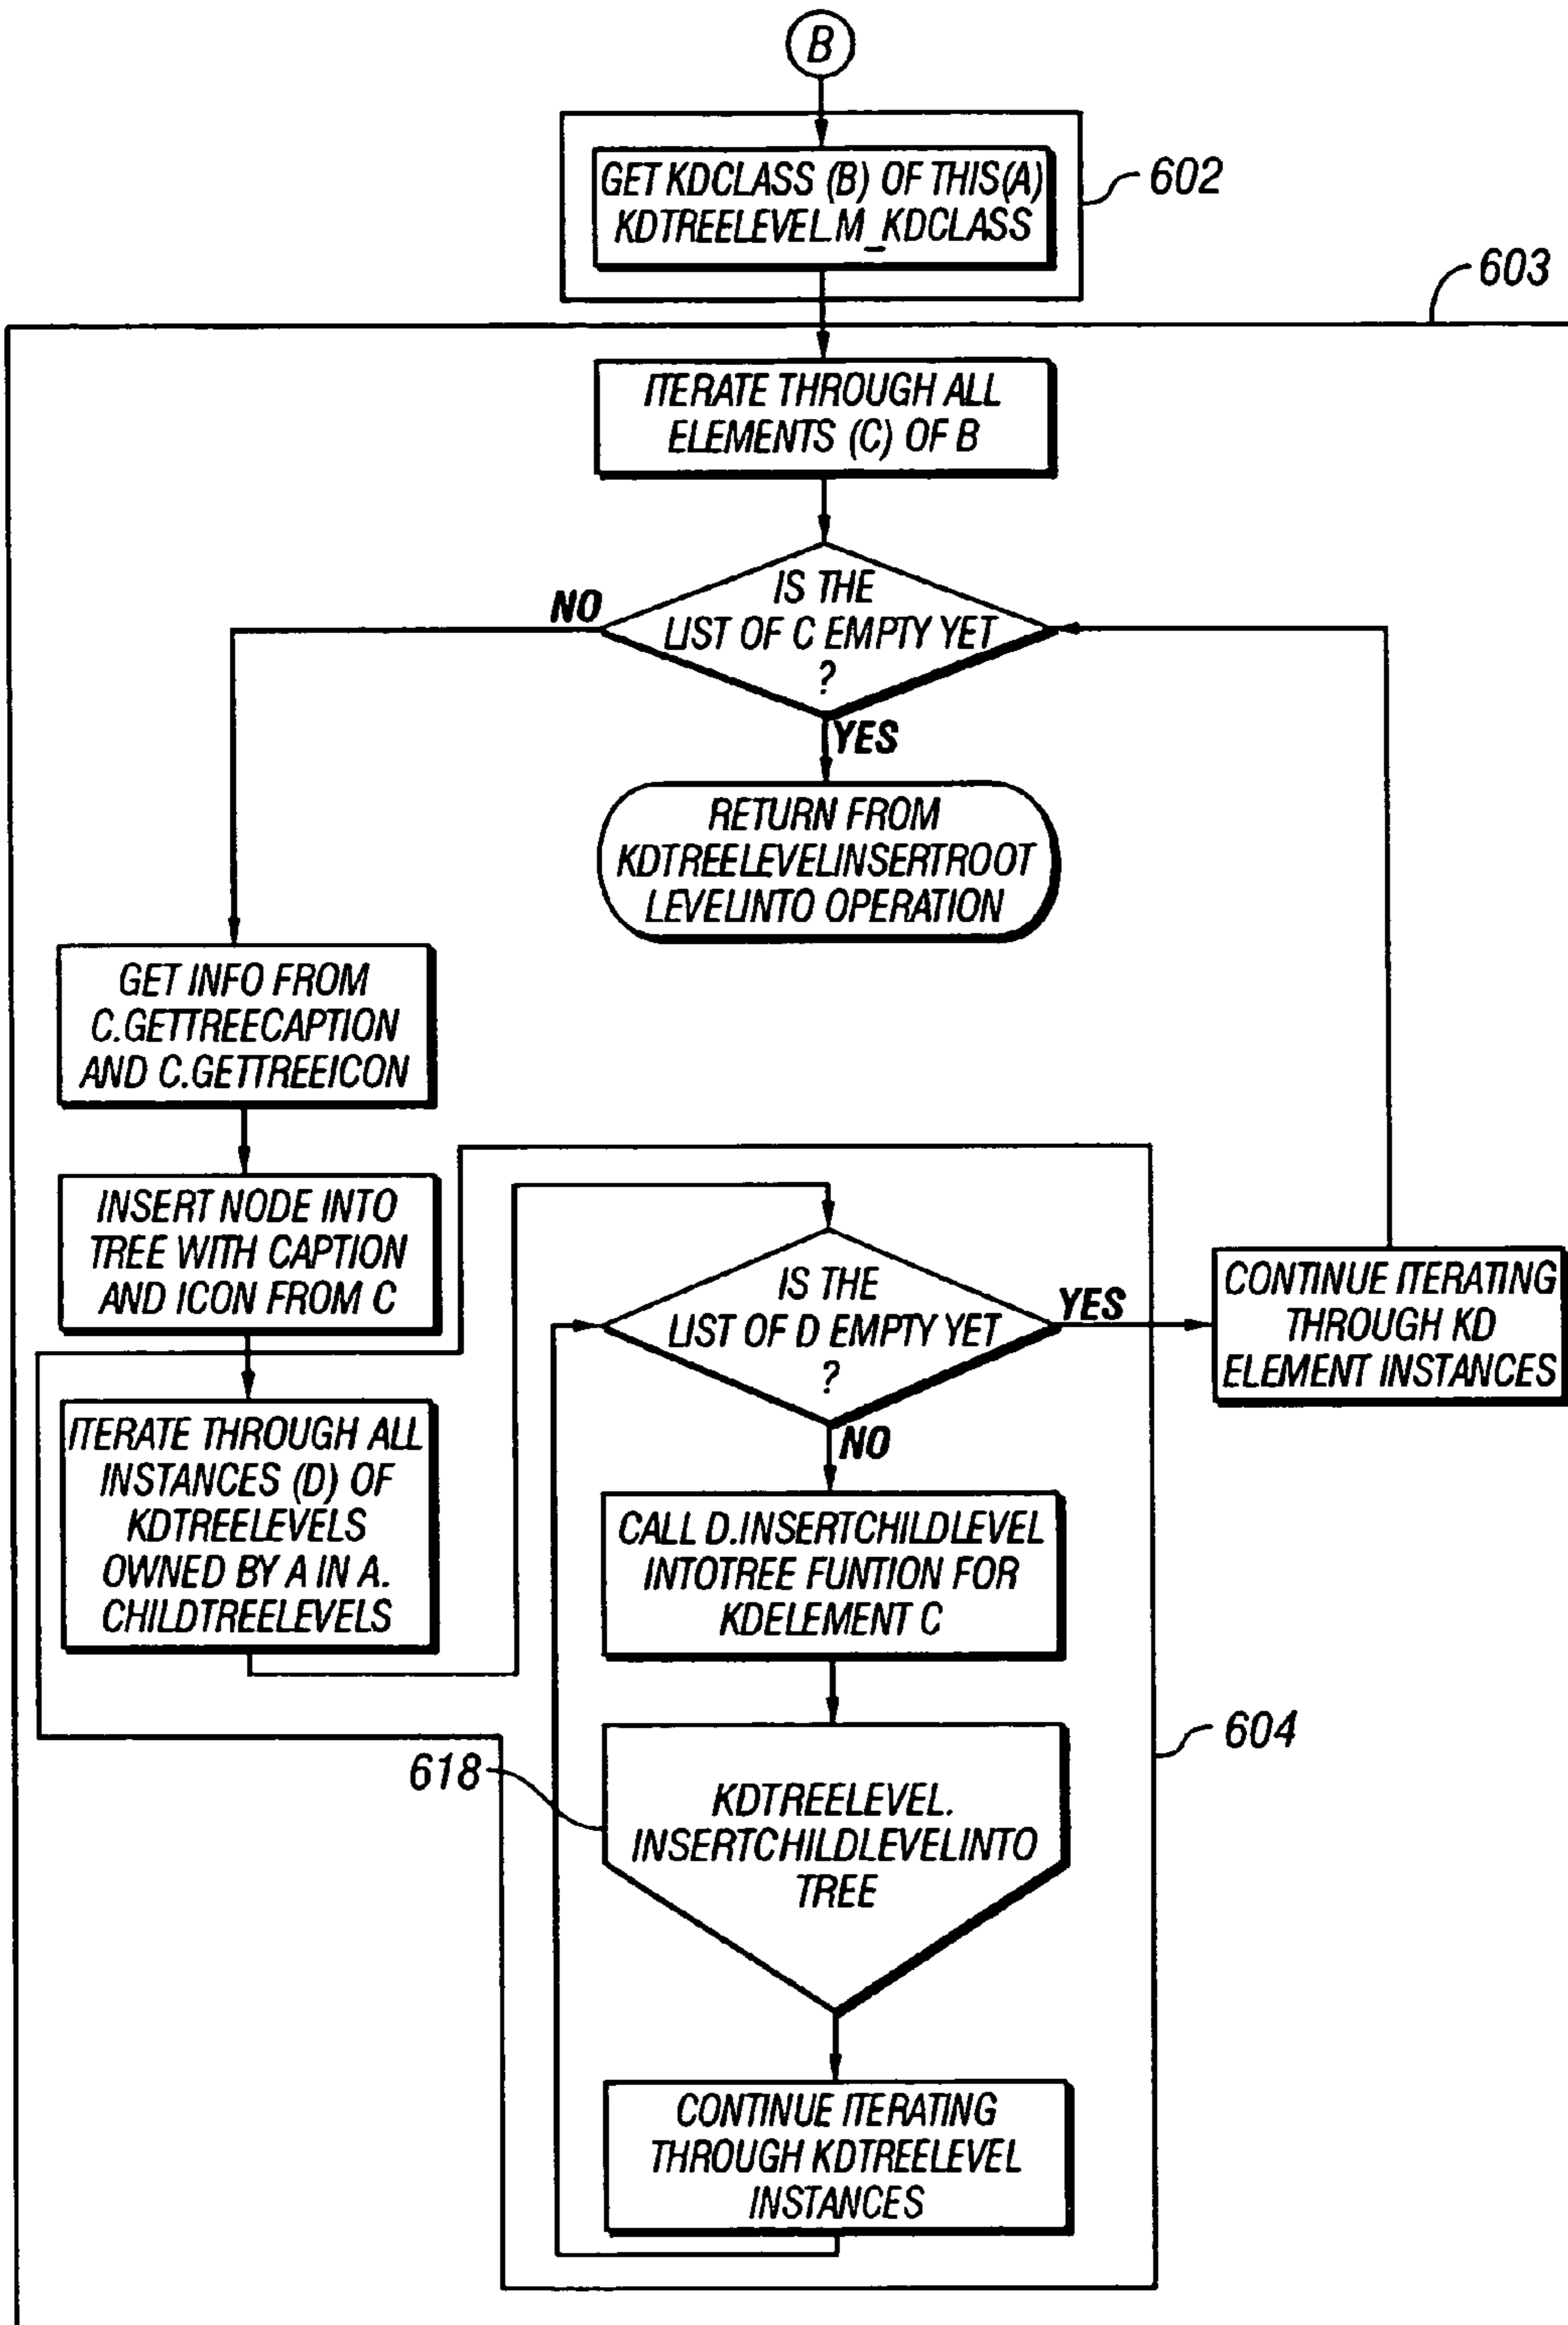 B
GET KDCLASS (B) OF THIS(A)
KDTREELEVEL.M_KDCLASS
602
603
ITERATE THROUGH ALL
ELEMENTS (C) OF B
IS THE
LIST OF C EMPTY YET
?
NO
YES
RETURN FROM
KDTREELEVELINSERTROOT
LEVELINTO OPERATION
GET INFO FROM
C.GETTREECAPTION
AND C.GETTREEICON
INSERT NODE INTO
TREE WITH CAPTION
AND ICON FROM C
ITERATE THROUGH ALL
INSTANCES (D) OF
KDTREELEVELS
OWNED BY A IN A.
CHILDTREELEVELS
IS THE
LIST OF D EMPTY YET
?
YES
NO
CONTINUE ITERATING
THROUGH KD
ELEMENT INSTANCES
CALL D.INSERTCHILDLEVEL
INTOTREE FUNTION FOR
KDELEMENT C
604
618
KDTREELEVEL.
INSERTCHILDLEVELINTO
TREE
CONTINUE ITERATING
THROUGH KDTREELEVEL
INSTANCES